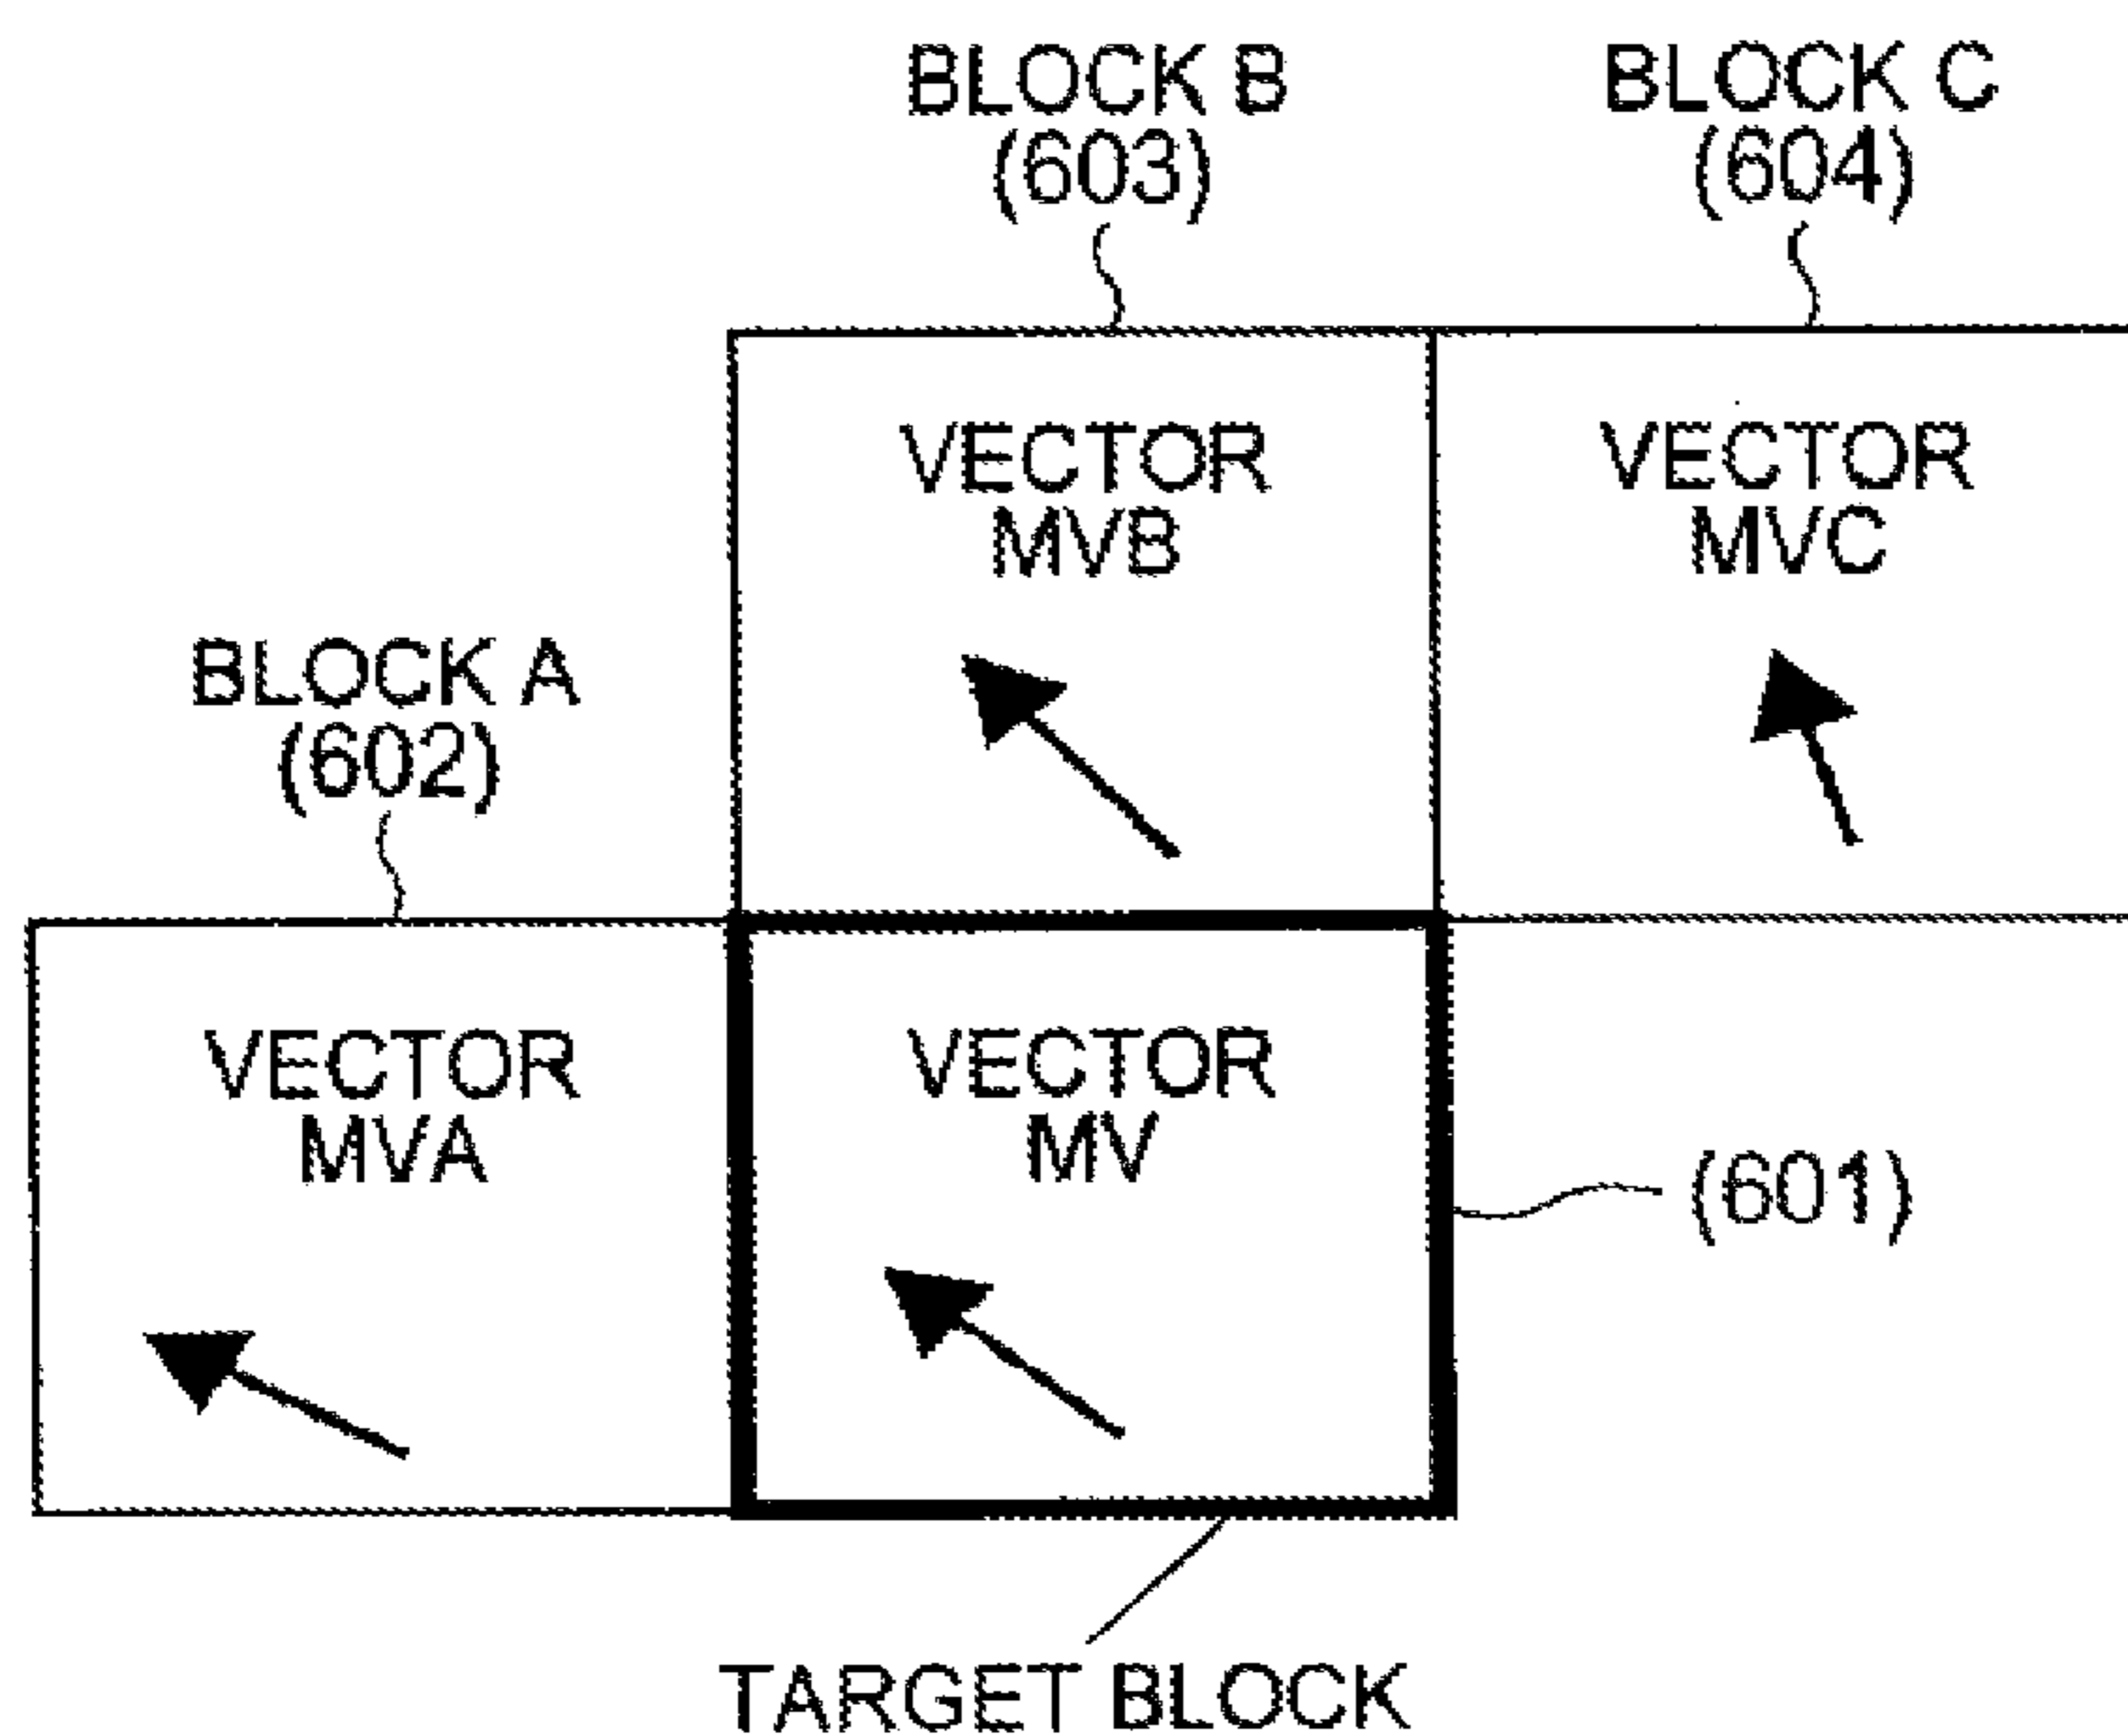 BLOCK B
(603)
BLOCK C
(604)
VECTOR
MVB
VECTOR
MVC
BLOCK A
(602)
VECTOR
MVA
VECTOR
MV
(601)
TARGET BLOCK